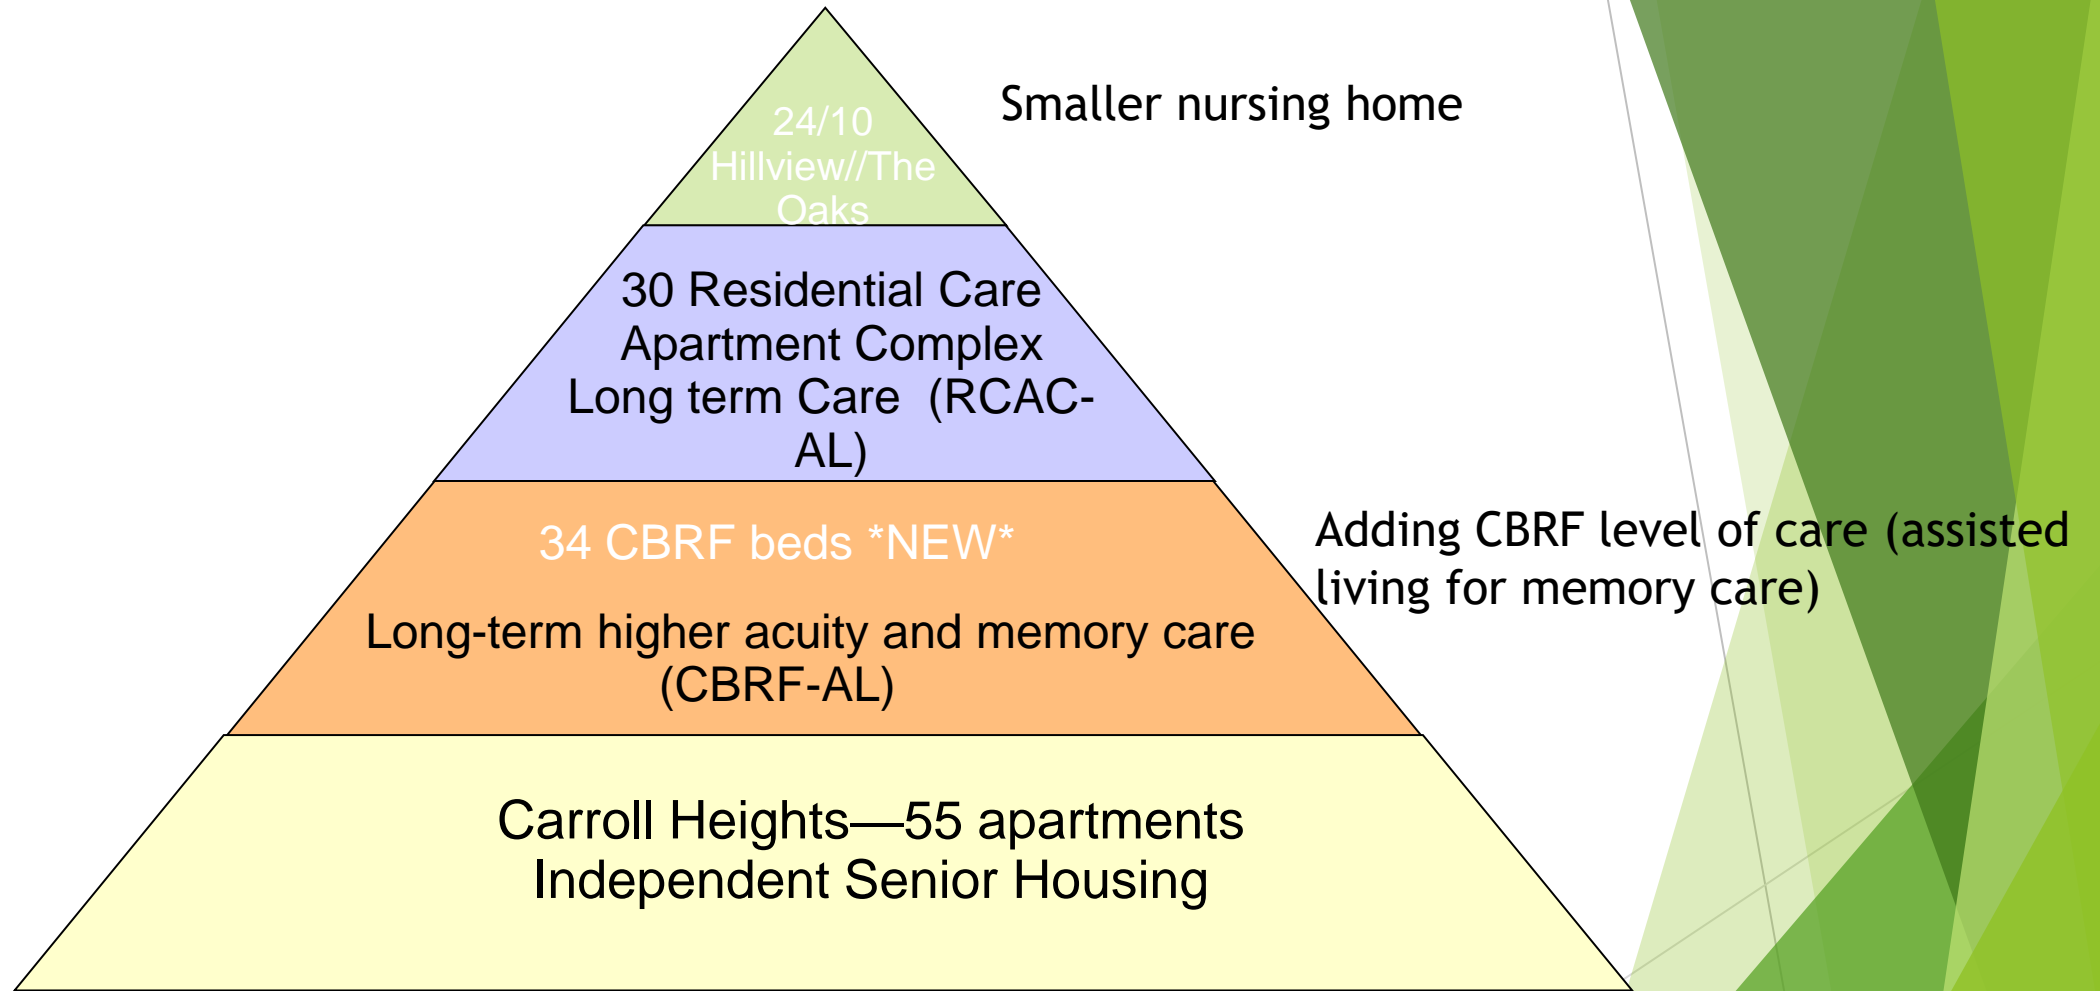 24/10
Hillview//The
Oaks
Smaller nursing home
30 Residential Care
Apartment Complex
Long term Care  (RCAC-
AL)
34 CBRF beds *NEW*
Long-term higher acuity and memory care
(CBRF-AL)
Adding CBRF level of care (assisted
living for memory care)
Carroll Heights—55 apartments
Independent Senior Housing